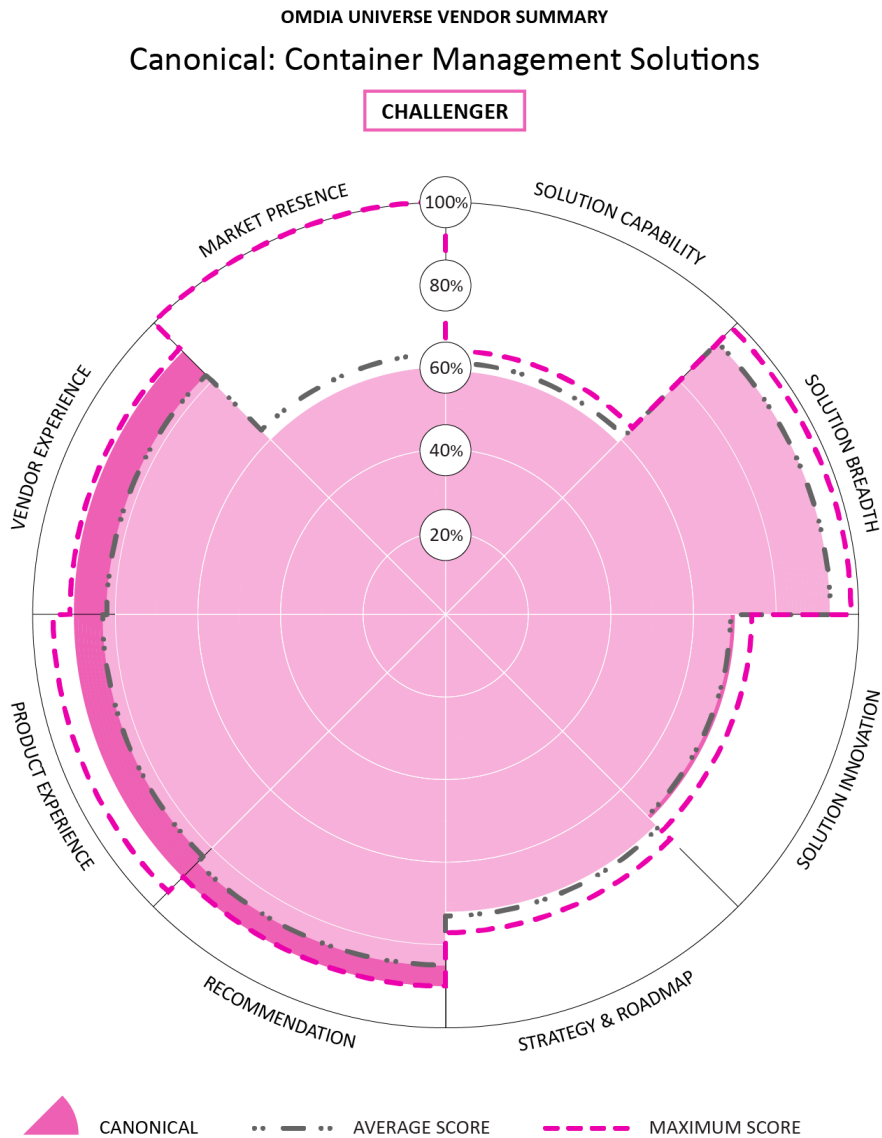 OMDIA UNIVERSE VENDOR SUMMARY
Canonical: Container Management Solutions
CHALLENGER
MARKET PRESENCE
100%
SOLUTION CAPABILITY
80%
60%
40%
20%
VENDOR EXPERIENCE
SOLUTION BREADTH
PRODUCT EXPERIENCE
SOLUTION INNOVATION
RECOMMENDATION
STRATEGY & ROADMAP
CANONICAL
AVERAGE SCORE
MAXIMUM SCORE